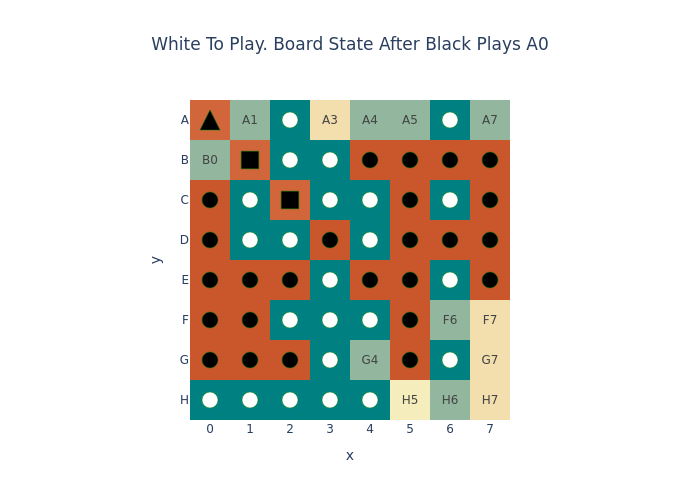 White To Play. Board State After Black Plays A0
A A1 A3 A4 A5 A7
B B0
C
D
E
F F6 F7
G G4 G7
H H5 H6 H7
0 1 2 3 4 5 6 7
x
y